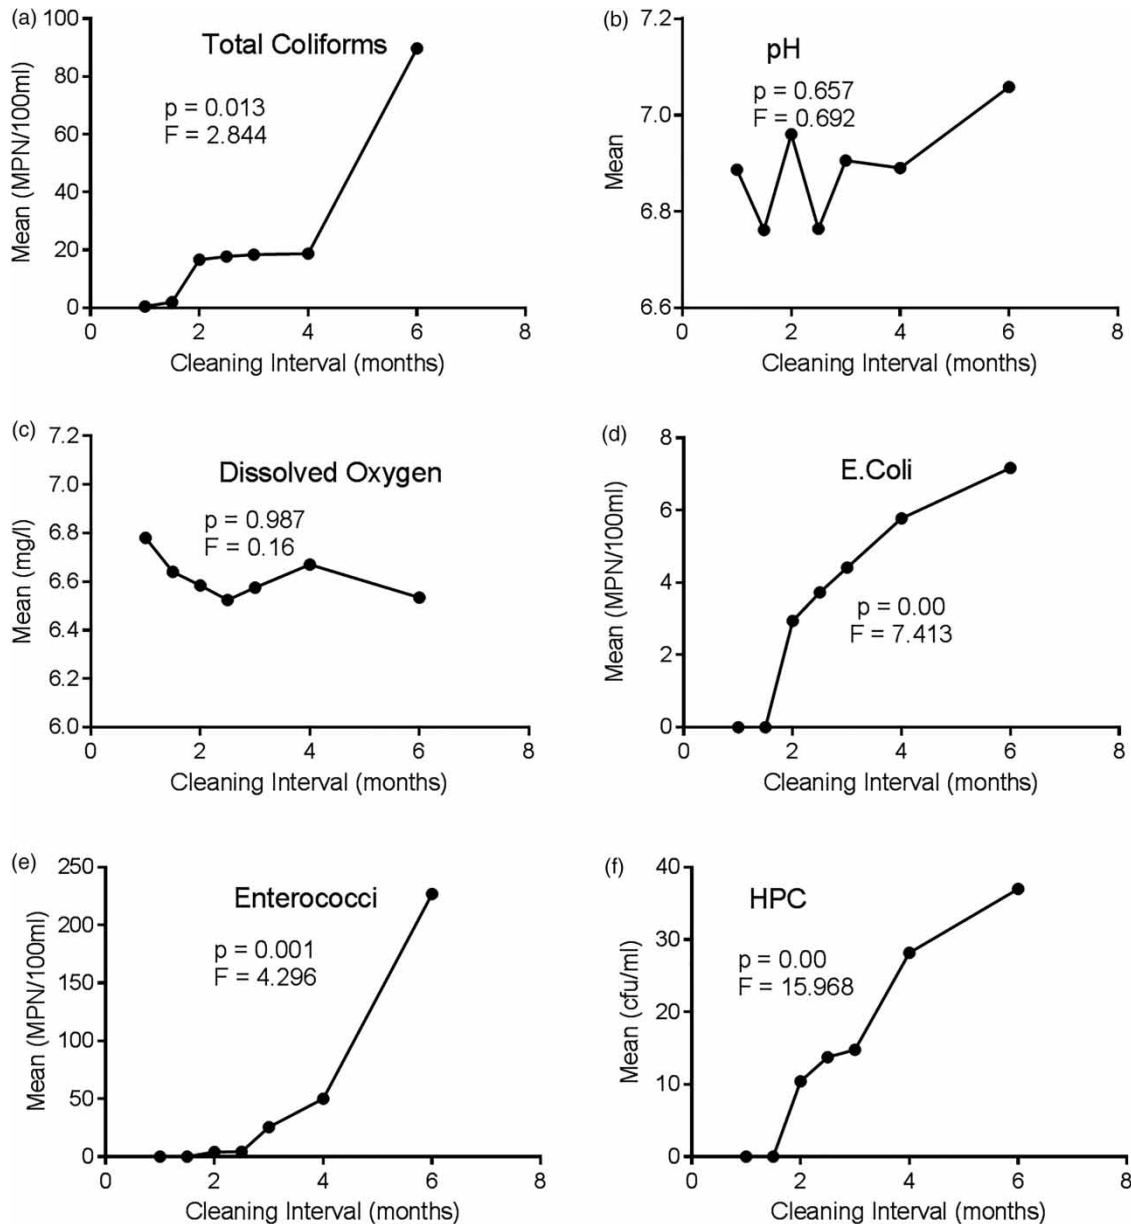 (a)
Total Coliforms
p = 0.013
F = 2.844
Mean (MPN/100ml)
100
80
60
40
20
0
0 2 4 6 8
Cleaning Interval (months)
(b)
pH
p = 0.657
F = 0.692
Mean
7.2
7.0
6.8
6.6
0 2 4 6 8
Cleaning Interval (months)
(c)
Dissolved Oxygen
p = 0.987
F = 0.16
Mean (mg/l)
7.2
7.0
6.8
6.6
6.4
6.2
6.0
0 2 4 6 8
Cleaning Interval (months)
(d)
E.Coli
p = 0.00
F = 7.413
Mean (MPN/100ml)
8
6
4
2
0
0 2 4 6 8
Cleaning Interval (months)
(e)
Enterococci
p = 0.001
F = 4.296
Mean (MPN/100ml)
250
200
150
100
50
0
0 2 4 6 8
Cleaning Interval (months)
(f)
HPC
p = 0.00
F = 15.968
Mean (cfu/ml)
40
30
20
10
0
0 2 4 6 8
Cleaning Interval (months)